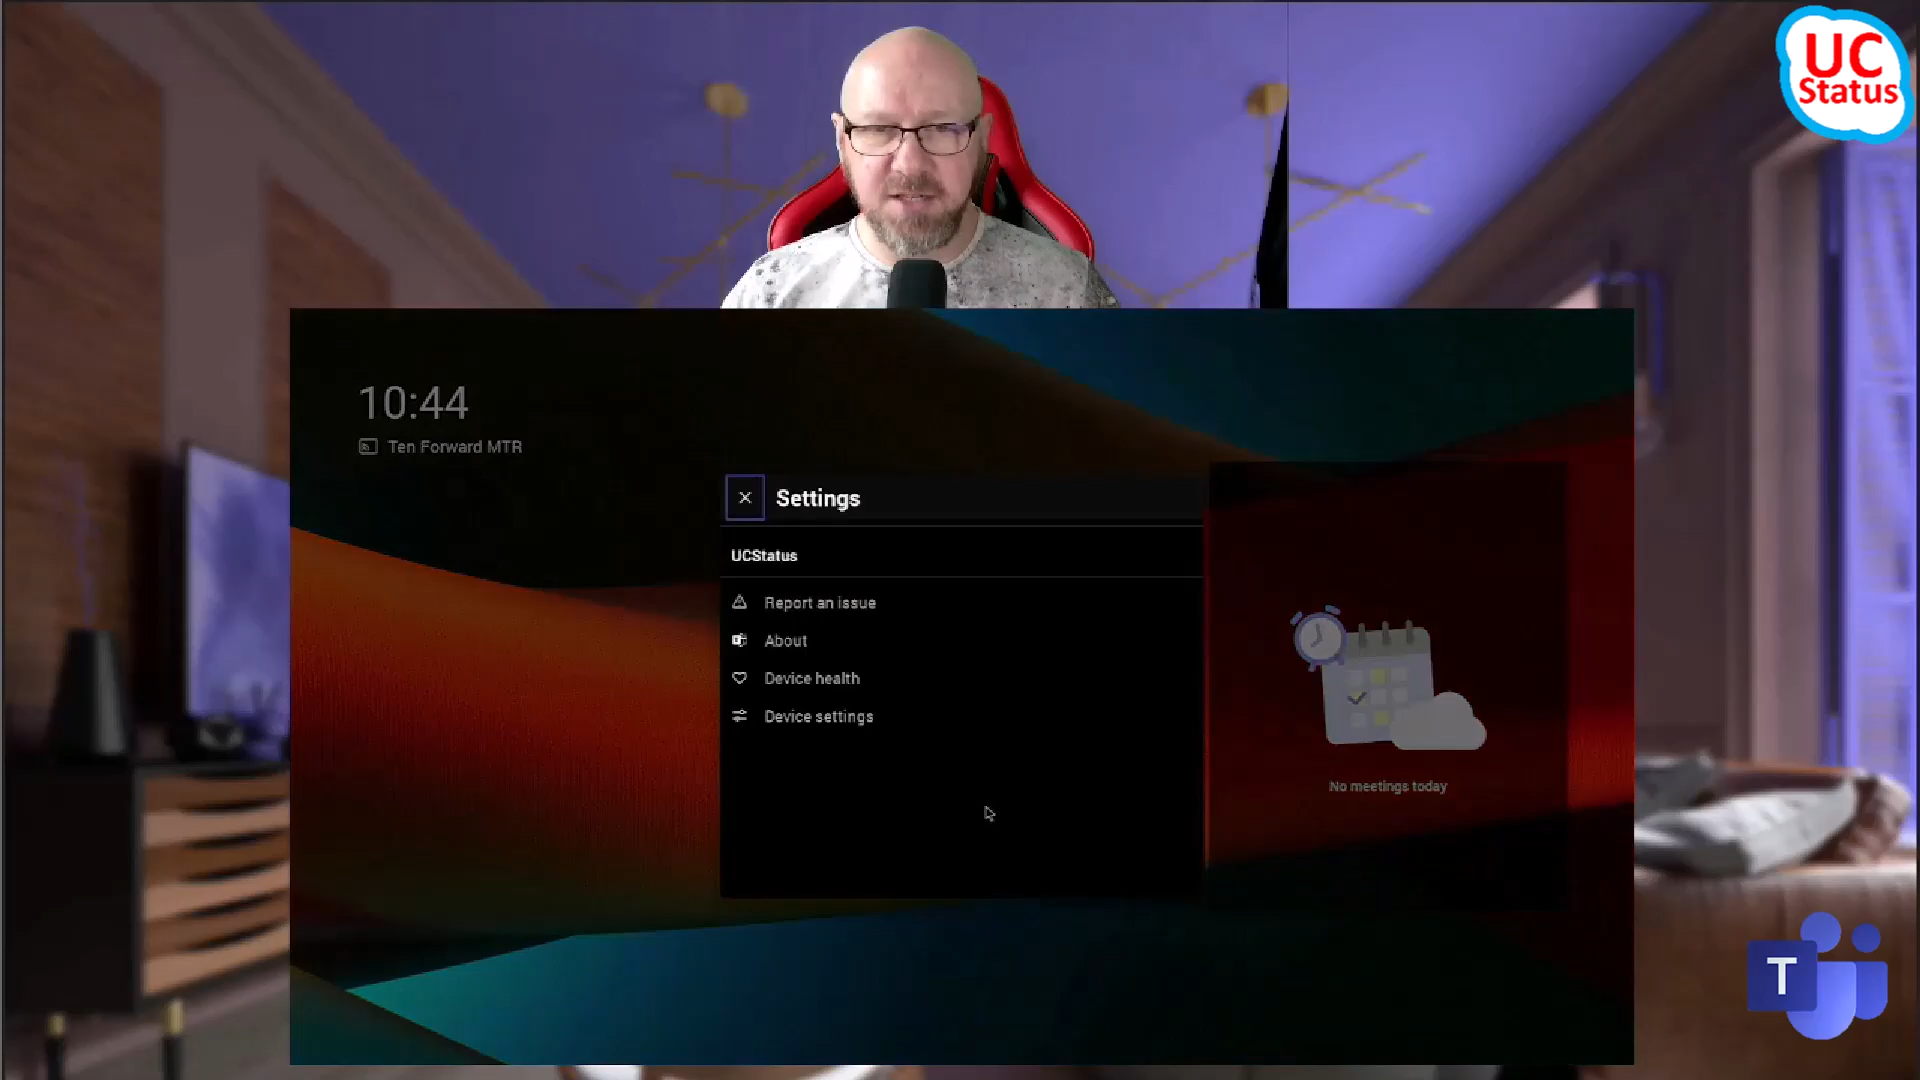 UC
Status
10:44
Ten Forward MTR
Settings
UCStatus
Report an issue
About
Device health
Device settings
No meetings today
T